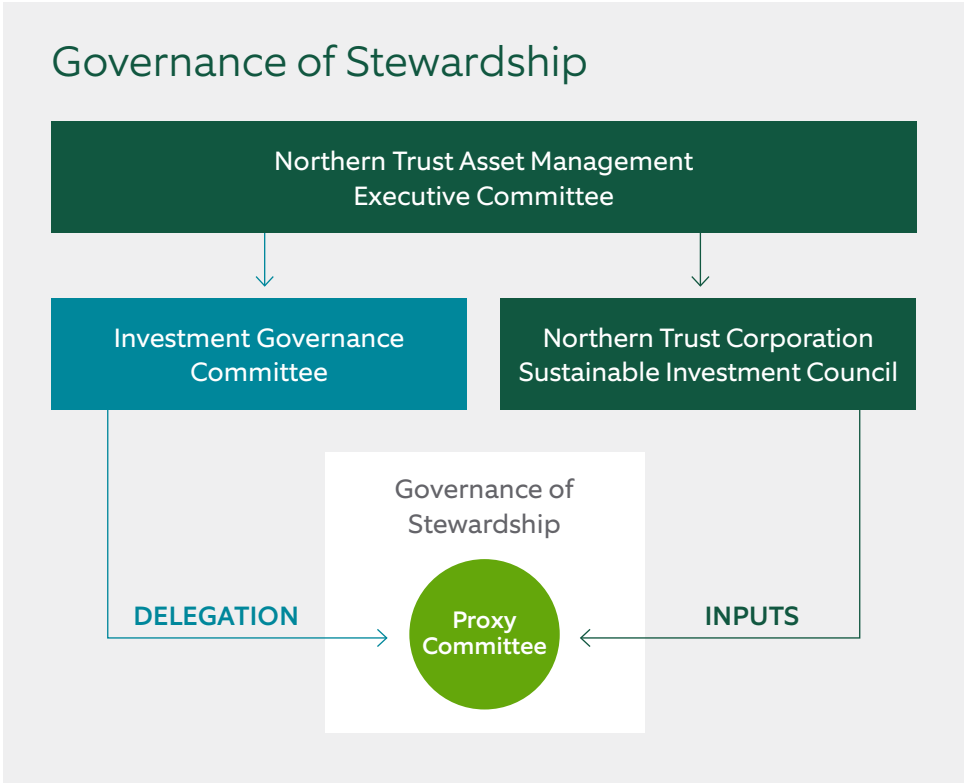 Governance of Stewardship
Northern Trust Asset Management
Executive Committee
Investment Governance
Committee
Northern Trust Corporation
Sustainable Investment Council
Governance of
Stewardship
DELEGATION
Proxy
Committee
INPUTS